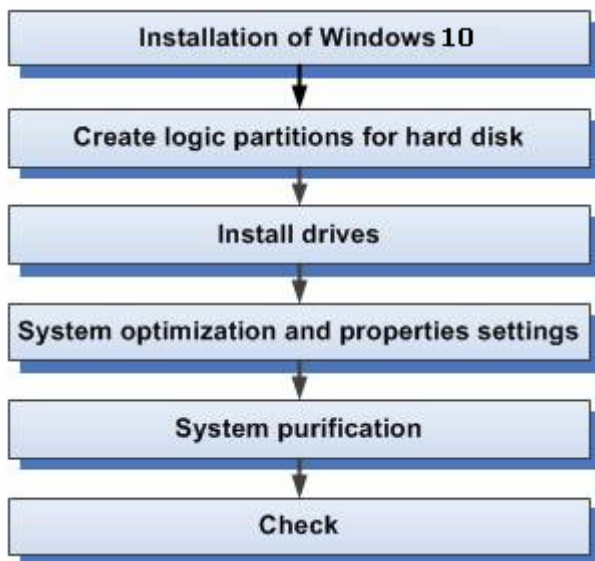 Installation of Windows 10
Create logic partitions for hard disk
Install drives
System optimization and properties settings
System purification
Check